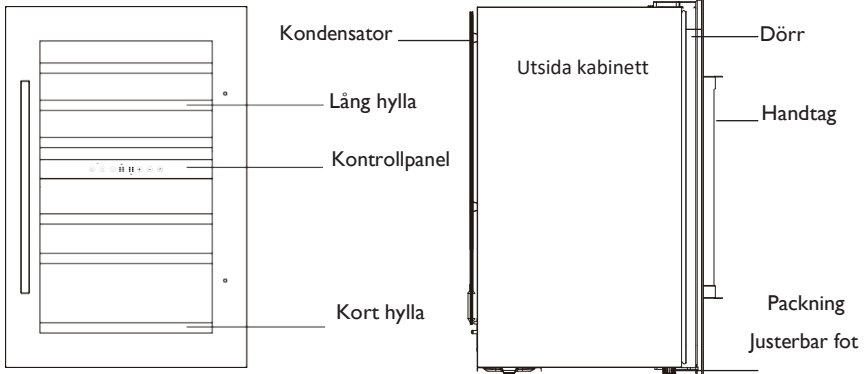 Kondensator
Lång hylla
Kontrollpanel
Kort hylla
Utsida kabinett
Dörr
Handtag
Packning
Justerbar fot